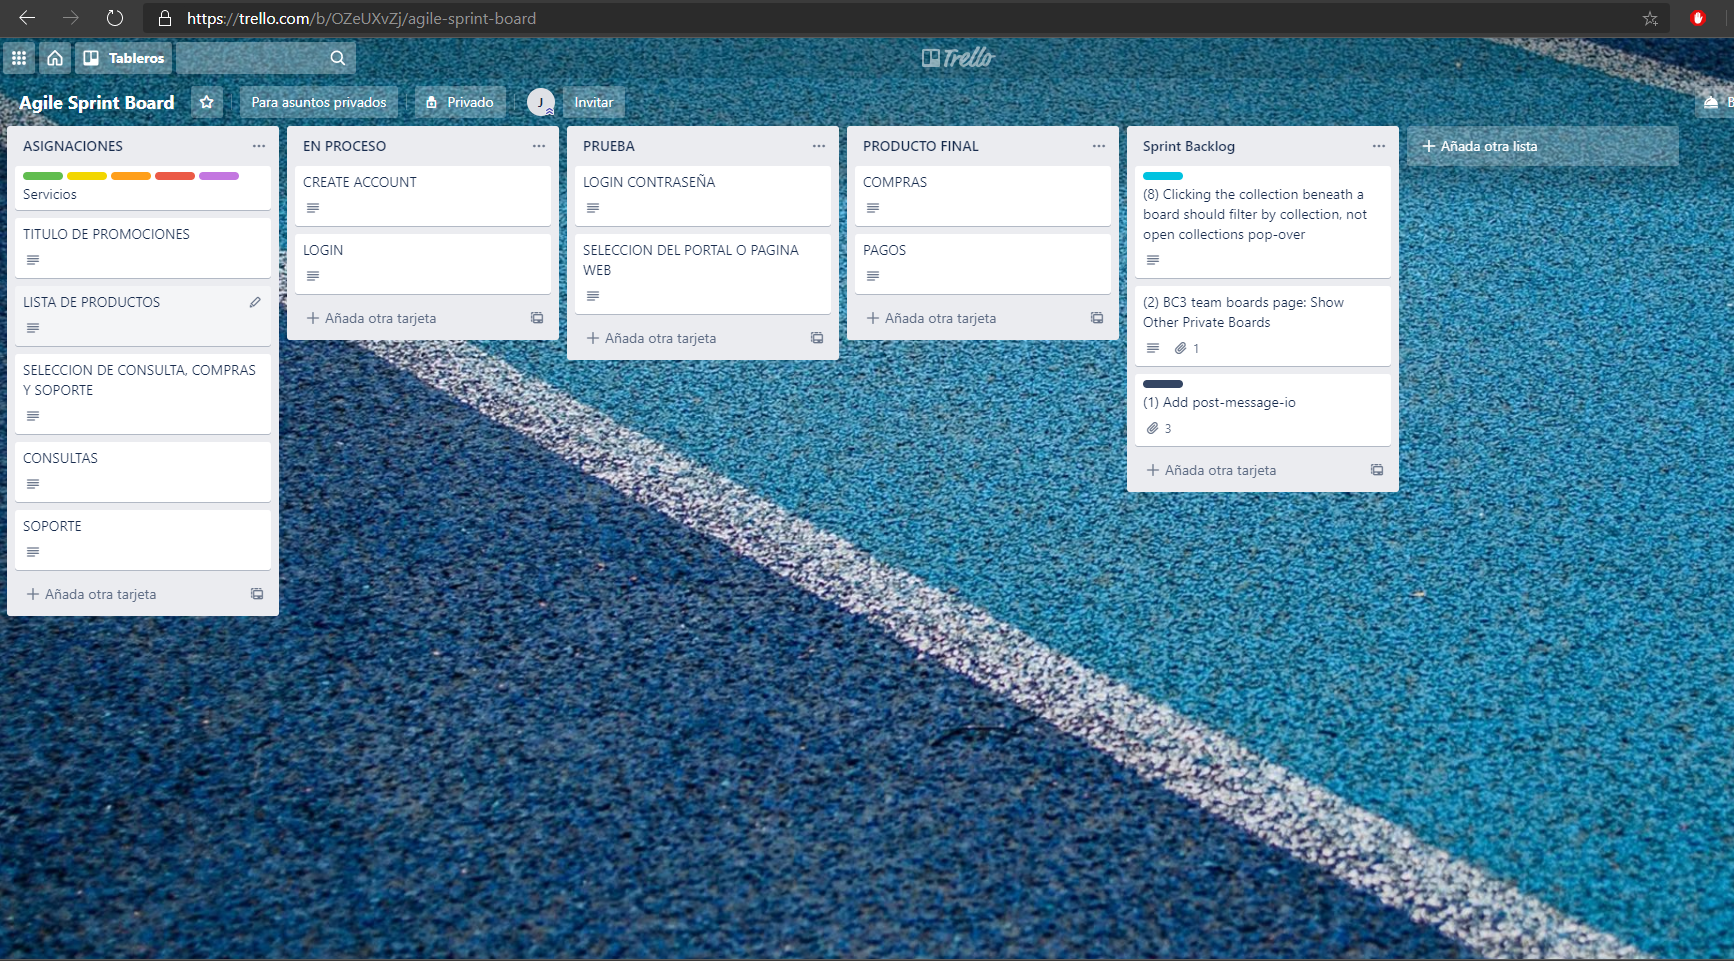 https://trello.com/b/OZeUXvZj/agile-sprint-board
Tableros
Trello
Agile Sprint Board
Para asuntos privados
Privado
J
Invitar
ASIGNACIONES
Servicios
TITULO DE PROMOCIONES
LISTA DE PRODUCTOS
SELECCION DE CONSULTA, COMPRAS
Y SOPORTE
CONSULTAS
SOPORTE
Añada otra tarjeta
EN PROCESO
CREATE ACCOUNT
LOGIN
Añada otra tarjeta
PRUEBA
LOGIN CONTRASEÑA
SELECCION DEL PORTAL O PAGINA
WEB
Añada otra tarjeta
PRODUCTO FINAL
COMPRAS
PAGOS
Añada otra tarjeta
Sprint Backlog
(8) Clicking the collection beneath a
board should filter by collection, not
open collections pop-over
(2) BC3 team boards page: Show
Other Private Boards
1
(1) Add post-message-io
3
Añada otra tarjeta
Añada otra lista